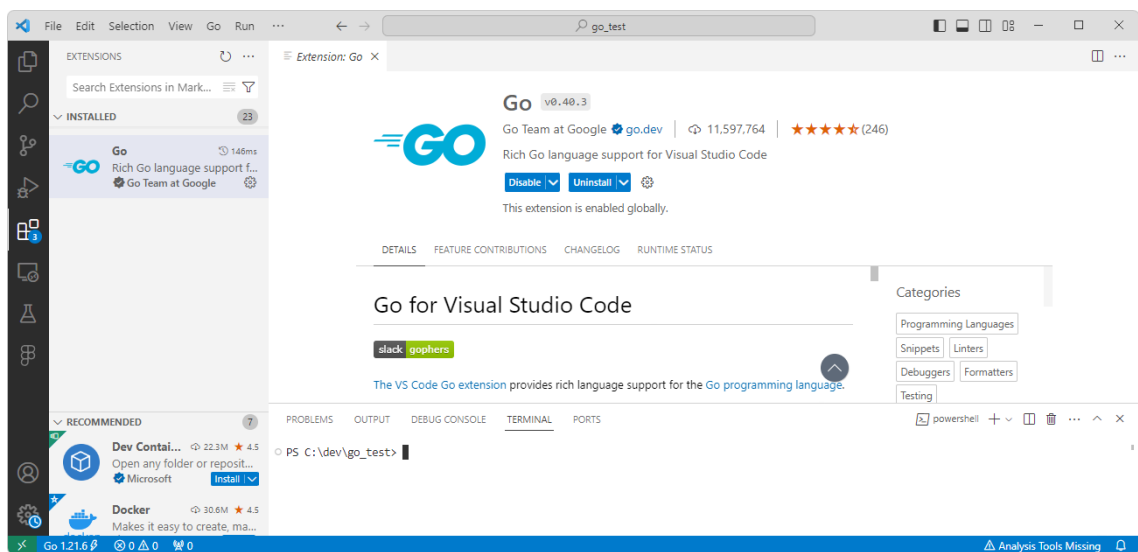 File Edit Selection View Go Run ... go_test
EXTENSIONS
Search Extensions in Mark...
INSTALLED 23
Go 146ms
GO Rich Go language support f...
Go Team at Google
3
RECOMMENDED 7
Dev Contai... 22.3M ★ 4.5
Open any folder or reposit...
Microsoft Install
Docker 30.6M ★ 4.5
Makes it easy to create, ma...
Extension: Go
GO
Go v0.40.3
Go Team at Google go.dev | 11,597,764 | ★★★★★(246)
Rich Go language support for Visual Studio Code
Disable Uninstall
This extension is enabled globally.
DETAILS FEATURE CONTRIBUTIONS CHANGELOG RUNTIME STATUS
Go for Visual Studio Code
slack gophers
The VS Code Go extension provides rich language support for the Go programming language.
Categories
Programming Languages
Snippets Linters
Debuggers Formatters
Testing
PROBLEMS OUTPUT DEBUG CONSOLE TERMINAL PORTS powershell
PS C:\dev\go_test>
Go 1.21.6 0 0 0 Analysis Tools Missing